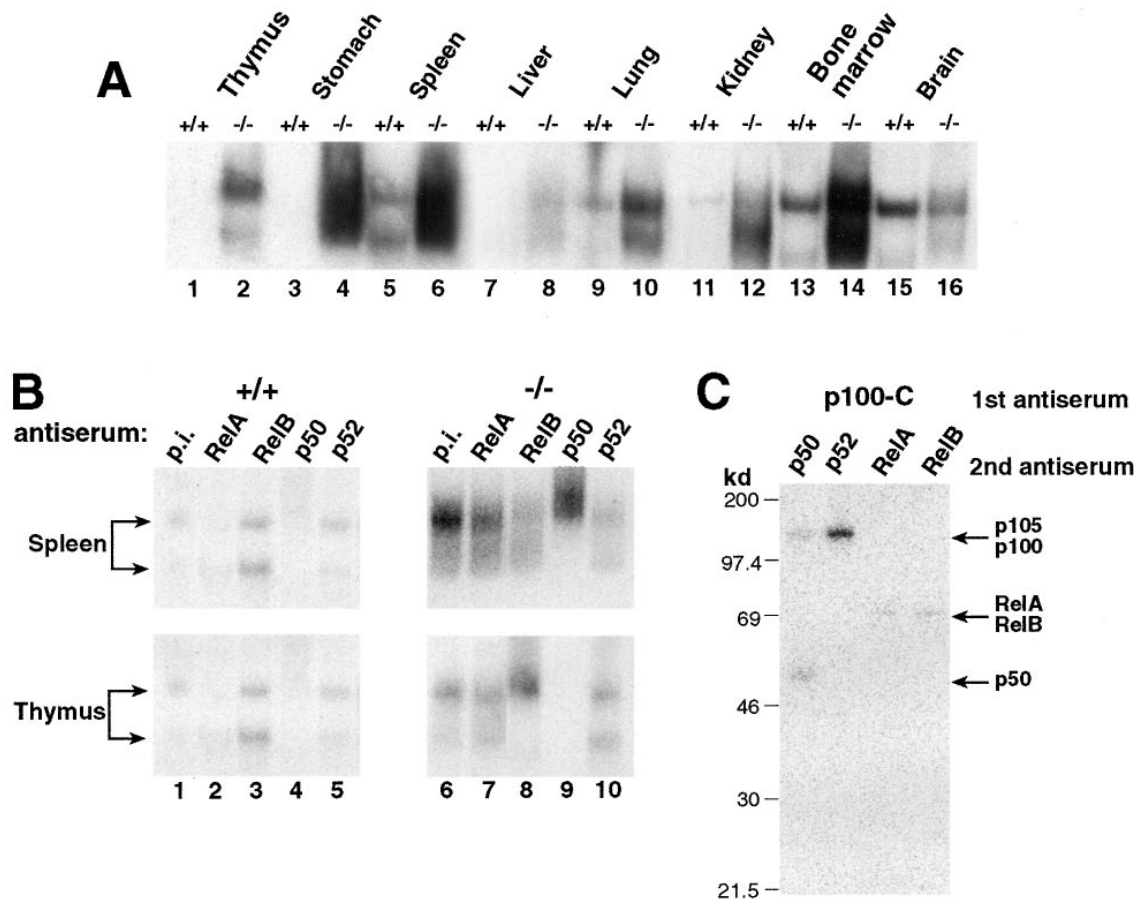 A
Thymus Stomach Spleen Liver Lung Kidney Bone marrow Brain
+/+ -/- +/+ -/- +/+ -/- +/+ -/- +/+ -/- +/+ -/- +/+ -/- +/+ -/-
1 2 3 4 5 6 7 8 9 10 11 12 13 14 15 16
B
+/+ -/-
antiserum: p.i. RelA RelB p50 p52 p.i. RelA RelB p50 p52
Spleen
Thymus
1 2 3 4 5 6 7 8 9 10
C
p100-C 1st antiserum
p50 p52 RelA RelB 2nd antiserum
kd
200
p105
p100
97.4
RelA
69
RelB
p50
46
30
21.5